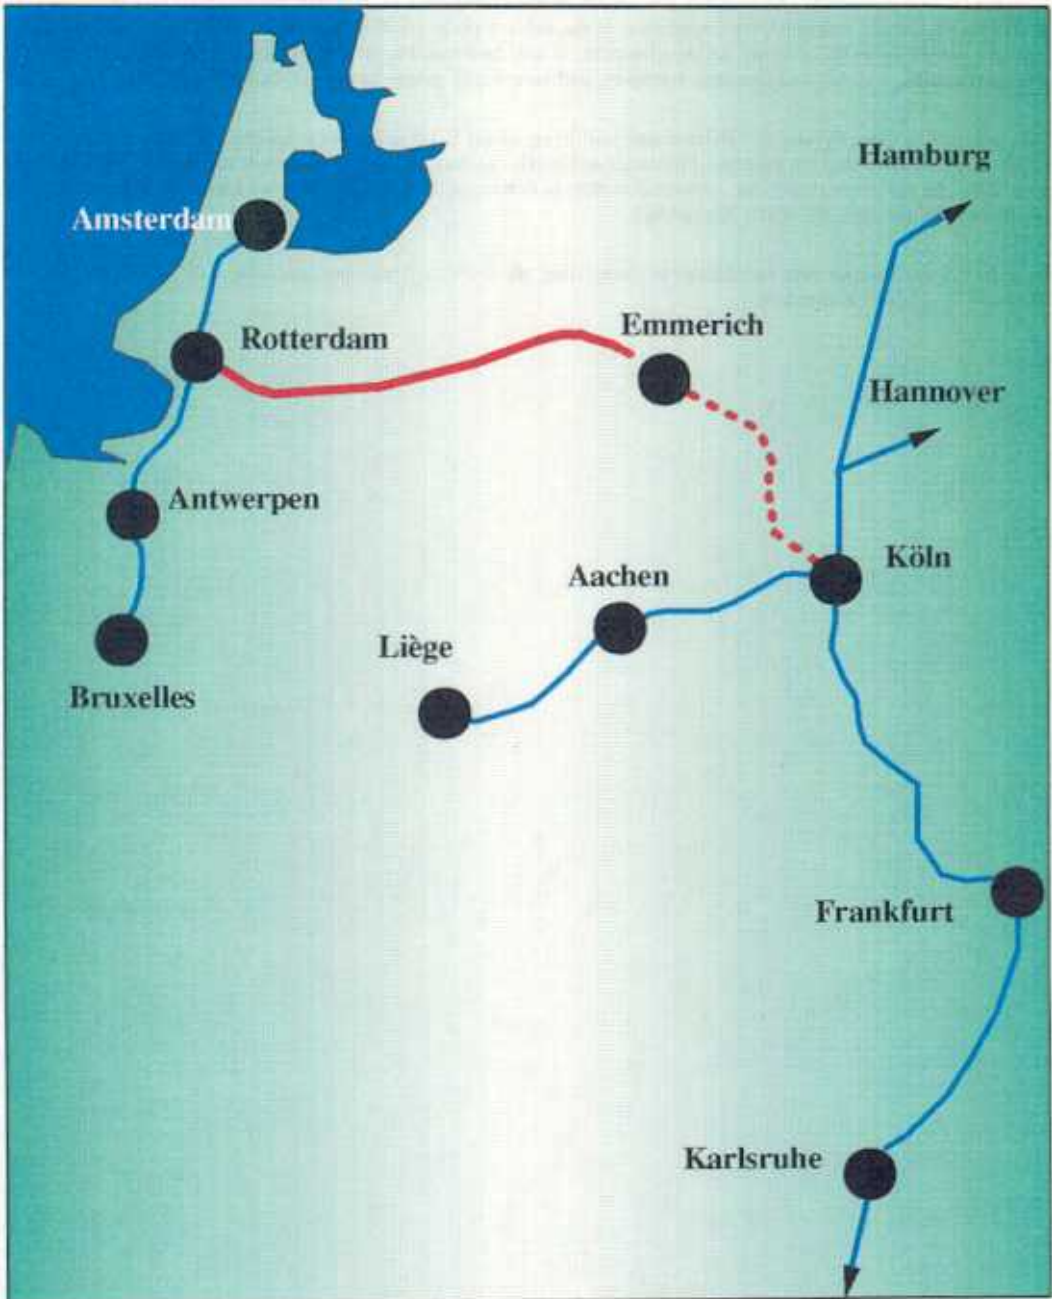 Hamburg
Amsterdam
Rotterdam
Emmerich
Hannover
Antwerpen
Köln
Aachen
Liège
Bruxelles
Frankfurt
Karlsruhe